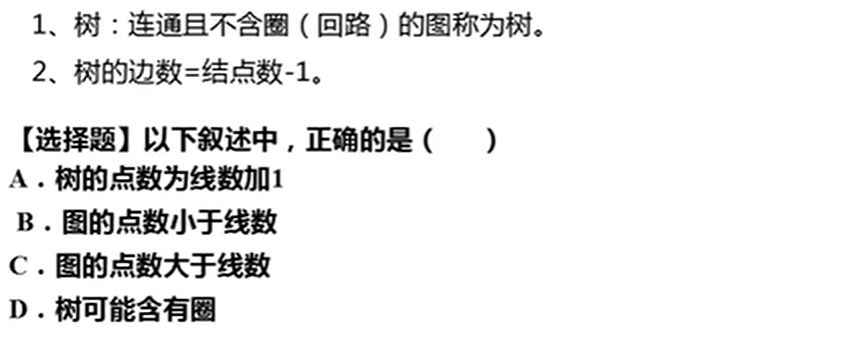 1、树：连通且不含圈（回路）的图称为树。
2、树的边数=结点数-1。
【选择题】以下叙述中，正确的是（　　）
A．树的点数为线数加1
B．图的点数小于线数
C．图的点数大于线数
D．树可能含有圈